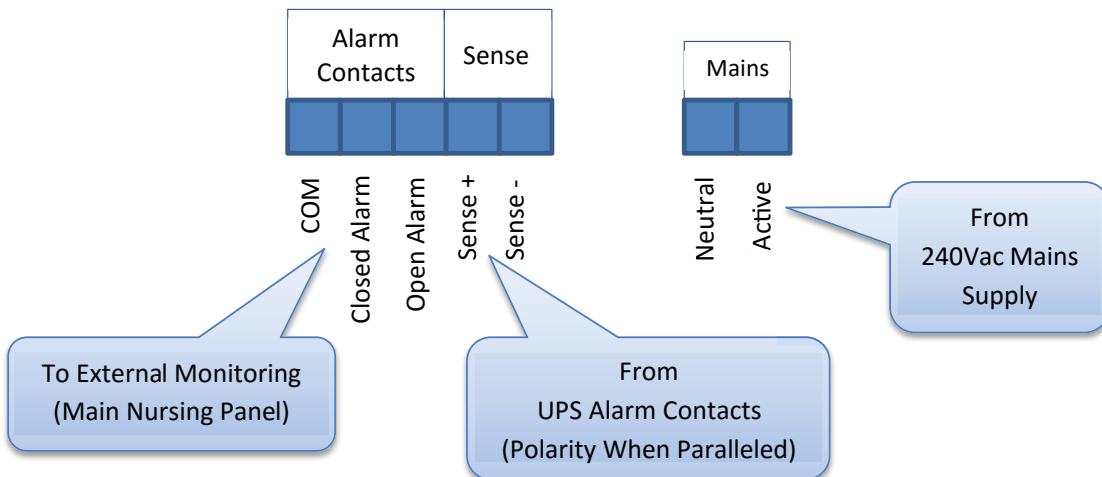 Alarm
Contacts
Sense
Mains
COM
Closed Alarm
Open Alarm
Sense +
Sense -
Neutral
Active
From
240Vac Mains
Supply
To External Monitoring
(Main Nursing Panel)
From
UPS Alarm Contacts
(Polarity When Paralleled)